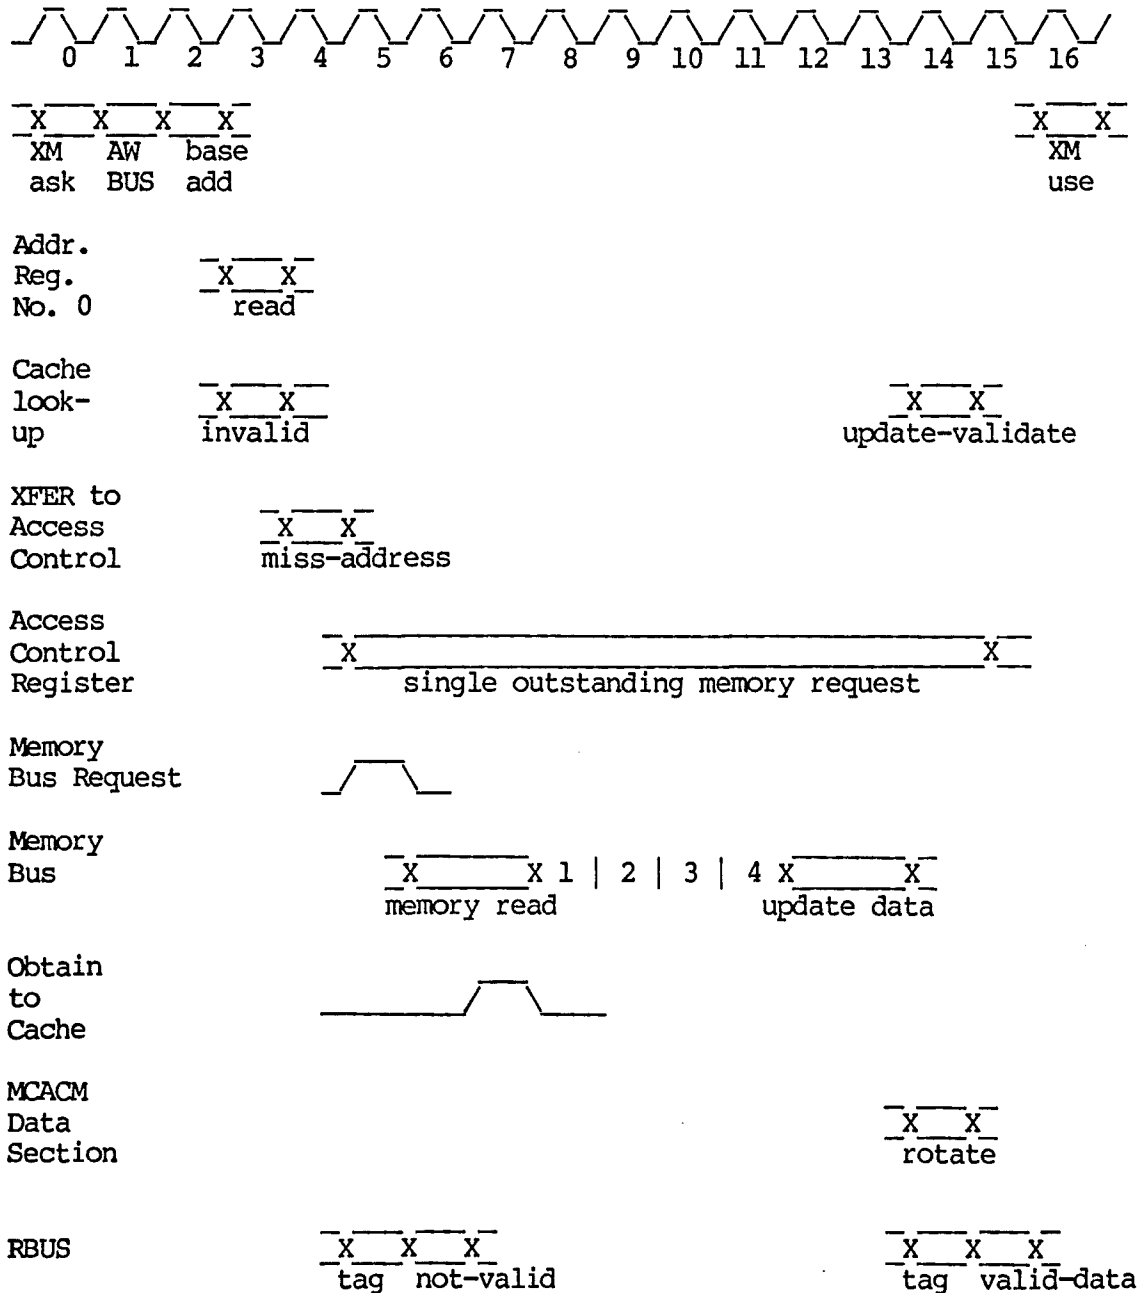 0 1 2 3 4 5 6 7 8 9 10 11 12 13 14 15 16
X X X X X X
XM AW base XM
ask BUS add use
Addr.
Reg. X X
No. 0 read
Cache
look- X X X X
up invalid update-validate
XFER to
Access X X
Control miss-address
Access
Control X X
Register single outstanding memory request
Memory
Bus Request
Memory
Bus X X 1 | 2 | 3 | 4 X X
memory read update data
Obtain
to
Cache
MCACM
Data X X
Section rotate
RBUS X X X X X X
tag not-valid tag valid-data